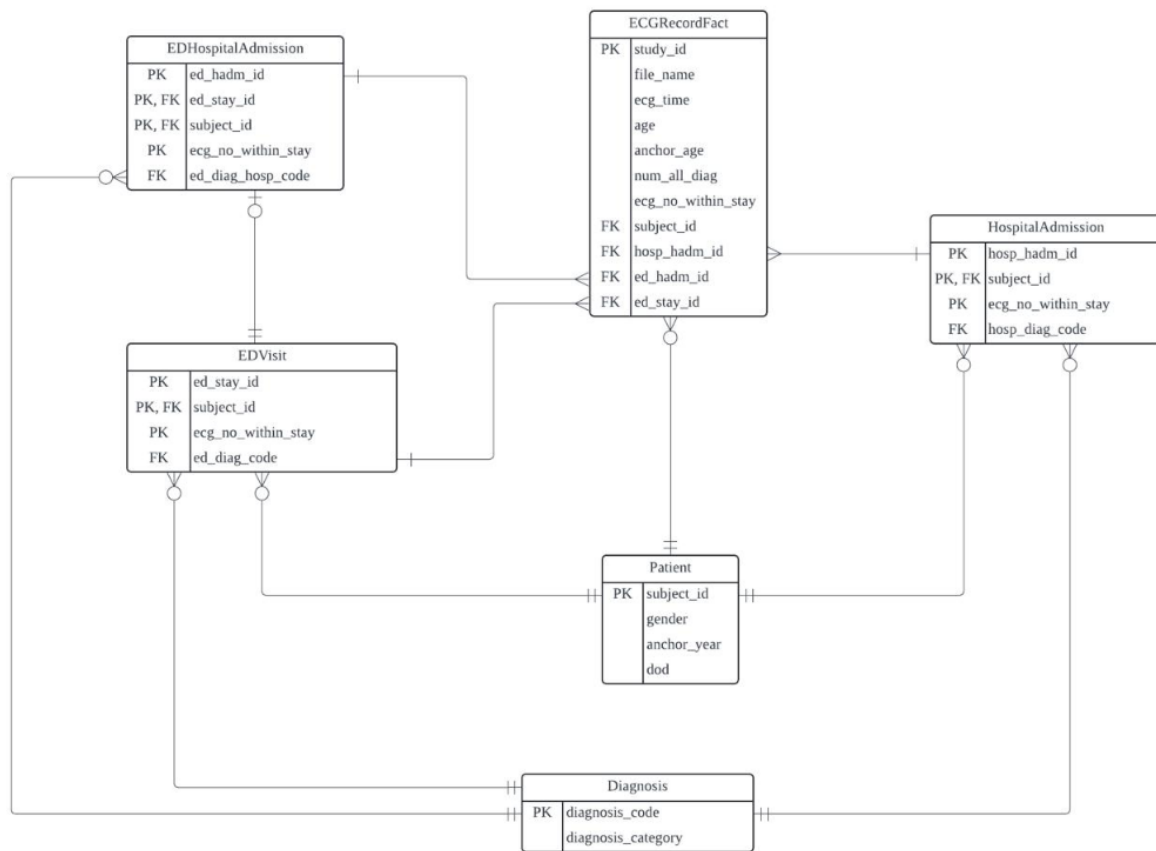 ECGRecordFact
PK study_id
file_name
ecg_time
age
anchor_age
num_all_diag
ecg_no_within_stay
FK subject_id
FK hosp_hadm_id
FK ed_hadm_id
FK ed_stay_id
EDHospitalAdmission
PK ed_hadm_id
PK, FK ed_stay_id
PK, FK subject_id
PK ecg_no_within_stay
FK ed_diag_hosp_code
HospitalAdmission
PK hosp_hadm_id
PK, FK subject_id
PK ecg_no_within_stay
FK hosp_diag_code
EDVisit
PK ed_stay_id
PK, FK subject_id
PK ecg_no_within_stay
FK ed_diag_code
Patient
PK subject_id
gender
anchor_year
dod
Diagnosis
PK diagnosis_code
diagnosis_category